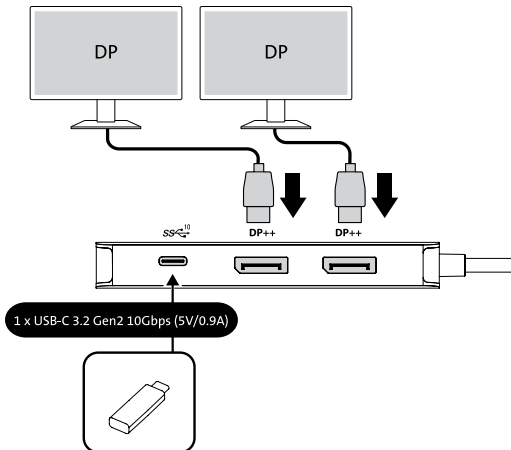 DP
DP
SS 10
DP++
DP++
1 x USB-C 3.2 Gen2 10Gbps (5V/0.9A)